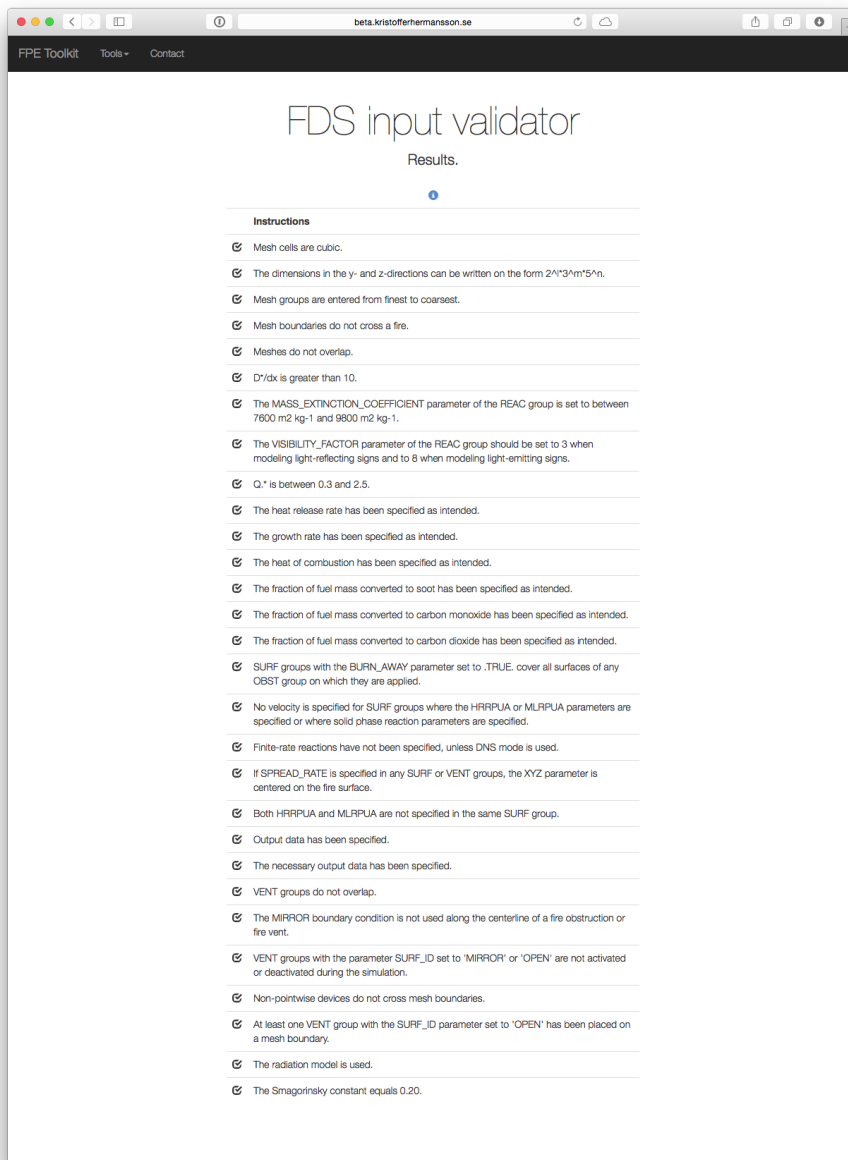 beta.kristofferhermansson.se
FPE Toolkit Tools Contact
FDS input validator
Results.
Instructions
Mesh cells are cubic.
The dimensions in the y- and z-directions can be written on the form 2^l*3^m*5^n.
Mesh groups are entered from finest to coarsest.
Mesh boundaries do not cross a fire.
Meshes do not overlap.
D*/dx is greater than 10.
The MASS_EXTINCTION_COEFFICIENT parameter of the REAC group is set to between
7600 m2 kg-1 and 9800 m2 kg-1.
The VISIBILITY_FACTOR parameter of the REAC group should be set to 3 when
modeling light-reflecting signs and to 8 when modeling light-emitting signs.
Q.* is between 0.3 and 2.5.
The heat release rate has been specified as intended.
The growth rate has been specified as intended.
The heat of combustion has been specified as intended.
The fraction of fuel mass converted to soot has been specified as intended.
The fraction of fuel mass converted to carbon monoxide has been specified as intended.
The fraction of fuel mass converted to carbon dioxide has been specified as intended.
SURF groups with the BURN_AWAY parameter set to .TRUE. cover all surfaces of any
OBST group on which they are applied.
No velocity is specified for SURF groups where the HRRPUA or MLRPUA parameters are
specified or where solid phase reaction parameters are specified.
Finite-rate reactions have not been specified, unless DNS mode is used.
If SPREAD_RATE is specified in any SURF or VENT groups, the XYZ parameter is
centered on the fire surface.
Both HRRPUA and MLRPUA are not specified in the same SURF group.
Output data has been specified.
The necessary output data has been specified.
VENT groups do not overlap.
The MIRROR boundary condition is not used along the centerline of a fire obstruction or
fire vent.
VENT groups with the parameter SURF_ID set to 'MIRROR' or 'OPEN' are not activated
or deactivated during the simulation.
Non-pointwise devices do not cross mesh boundaries.
At least one VENT group with the SURF_ID parameter set to 'OPEN' has been placed on
a mesh boundary.
The radiation model is used.
The Smagorinsky constant equals 0.20.